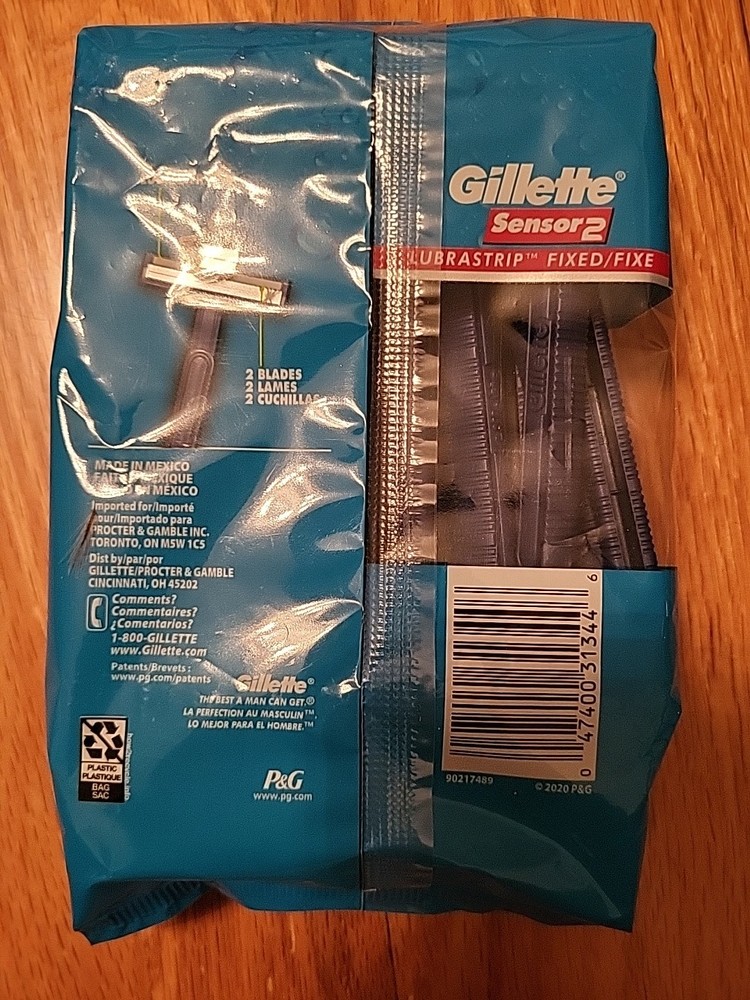 Gillette®
Sensor2
LUBRASTRIP™ FIXED/FIXE
Gillette
2 BLADES
2 LAMES
2 CUCHILLAS
MADE IN MEXICO
MEXICO
Imported for/Importé
pour/Importado para
PROCTER & GAMBLE INC.
TORONTO, ON M5W 1C5
Dist by/par/por
GILLETTE/PROCTER & GAMBLE
CINCINNATI, OH 45202
Comments?
Commentaires?
¿Comentarios?
1-800-GILLETTE
www.Gillette.com
Patents/Brevets :
www.pg.com/patents
Gillette®
THE BEST A MAN CAN GET.®
LA PERFECTION AU MASCULIN™.
LO MEJOR PARA EL HOMBRE.™
PLASTIC
PLASTIQUE
BAG
SAC
how2recycle.info
P&G
www.pg.com
0 47400 31344 6
90217489
© 2020 P&G